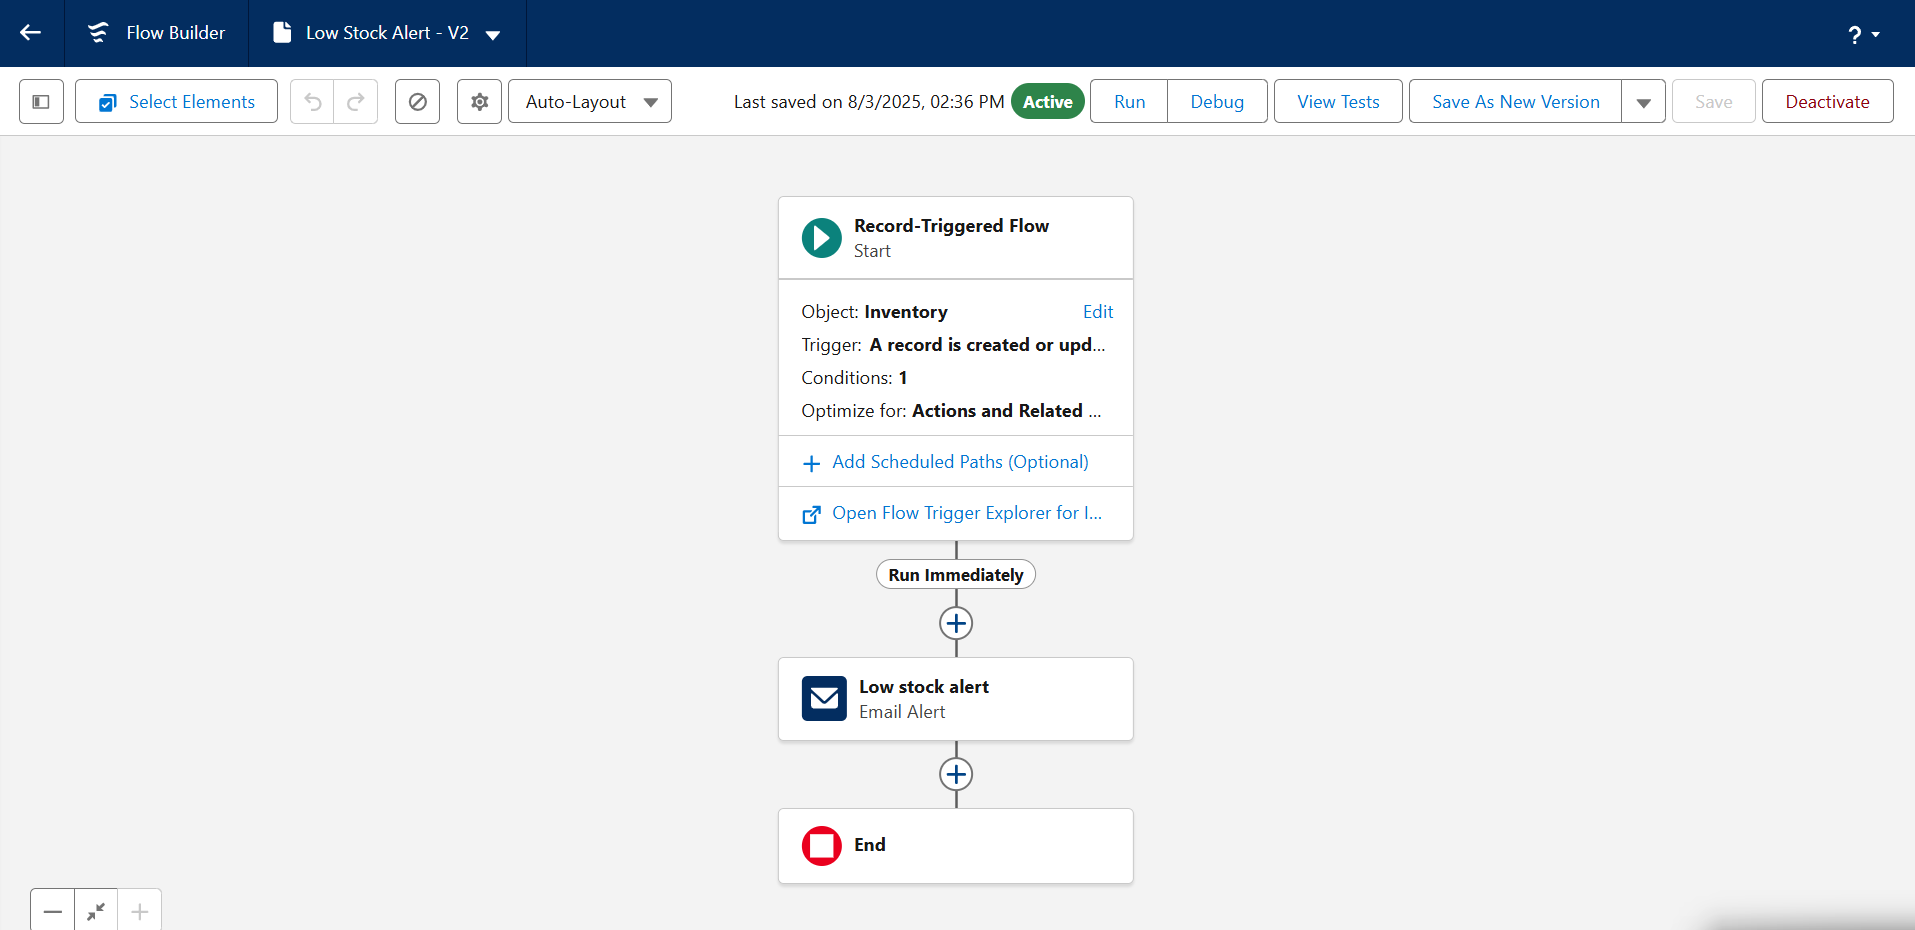 Flow Builder
Low Stock Alert - V2
?
Select Elements
Auto-Layout
Last saved on 8/3/2025, 02:36 PM
Active
Run
Debug
View Tests
Save As New Version
Save
Deactivate
Record-Triggered Flow
Start
Object: Inventory
Edit
Trigger: A record is created or upd...
Conditions: 1
Optimize for: Actions and Related ...
Add Scheduled Paths (Optional)
Open Flow Trigger Explorer for I...
Run Immediately
Low stock alert
Email Alert
End